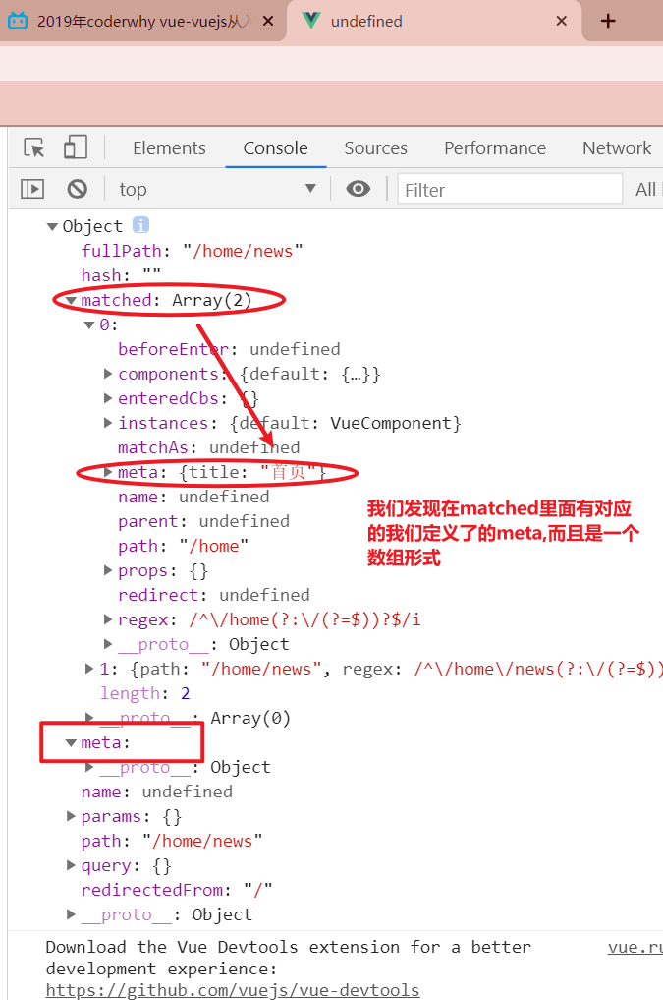 2019年coderwhy vue-vuejs从入
undefined
Elements Console Sources Performance Network
top Filter All
Object
fullPath: "/home/news"
hash: ""
matched: Array(2)
0:
beforeEnter: undefined
components: {default: {…}}
enteredCbs: {}
instances: {default: VueComponent}
matchAs: undefined
meta: {title: "首页"}
name: undefined
parent: undefined
path: "/home"
props: {}
redirect: undefined
regex: /^\/home(?:\/(?=$))?$/i
__proto__: Object
1: {path: "/home/news", regex: /^\/home\/news(?:\/(?=$))
length: 2
__proto__: Array(0)
meta:
__proto__: Object
name: undefined
params: {}
path: "/home/news"
query: {}
redirectedFrom: "/"
__proto__: Object
我们发现在matched里面有对应
的我们定义了的meta,而且是一个
数组形式
Download the Vue Devtools extension for a better vue.ru
development experience:
https://github.com/vuejs/vue-devtools